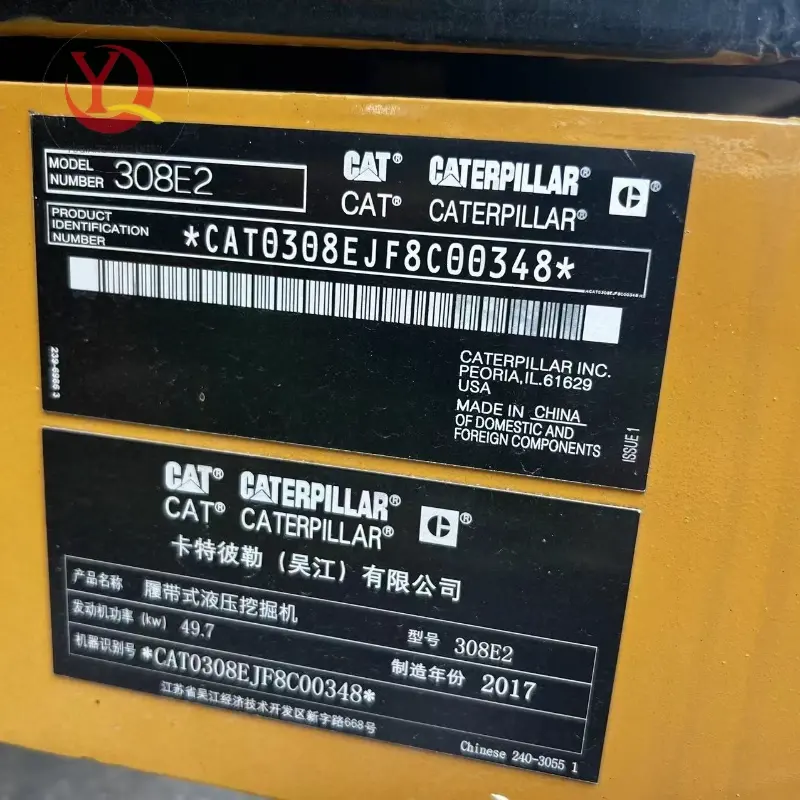 YQ
MODEL NUMBER 308E2
CAT® CATERPILLAR® C®
CAT® CATERPILLAR®
PRODUCT IDENTIFICATION NUMBER *CAT0308EJF8C00348*
*CAT0308EJF8C00348*
239-6986 3
CATERPILLAR INC.
PEORIA,IL.61629
USA
MADE IN CHINA
OF DOMESTIC AND
FOREIGN COMPONENTS
ISSUE 1
CAT® CATERPILLAR® C®
CAT® CATERPILLAR®
卡特彼勒（吴江）有限公司
产品名称 履带式液压挖掘机
发动机功率 (kw) 49.7 型号 308E2
机器识别号 *CAT0308EJF8C00348* 制造年份 2017
江苏省吴江经济技术开发区新字路668号
Chinese 240-3055 1